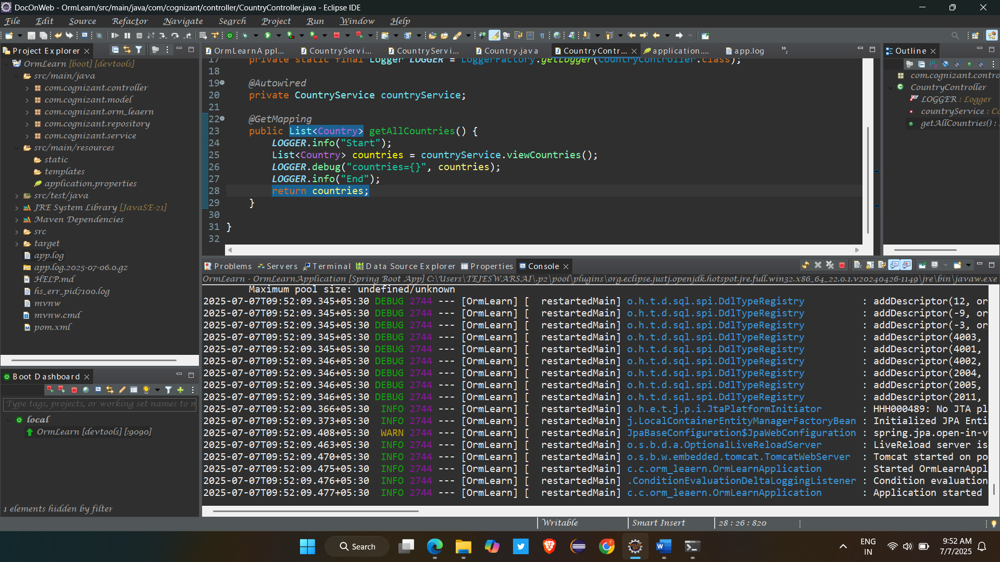 DocOnWeb - OrmLearn/src/main/java/com/cognizant/controller/CountryController.java - Eclipse IDE
File Edit Source Refactor Navigate Search Project Run Window Help
Project Explorer
OrmLearn [boot] [devtools]
src/main/java
com.cognizant.controller
com.cognizant.model
com.cognizant.orm_leaern
com.cognizant.repository
com.cognizant.service
src/main/resources
static
templates
application.properties
src/test/java
JRE System Library [JavaSE-21]
Maven Dependencies
src
target
app.log
app.log.2025-07-06.0.gz
HELP.md
hs_err_pid7100.log
mvnw
mvnw.cmd
pom.xml
Boot Dashboard
Type tags, projects, or working set names to m
local
OrmLearn [devtools] [:9090]
1 elements hidden by filter
OrmLearnAppl... CountryServi... CountryServi... Country.java CountryContr... application.... app.log »1
17 private static final Logger LOGGER = LoggerFactory.getLogger(CountryController.class);
18
19 @Autowired
20 private CountryService countryService;
21
22 @GetMapping
23 public List<Country> getAllCountries() {
24 LOGGER.info("Start");
25 List<Country> countries = countryService.viewCountries();
26 LOGGER.debug("countries={}", countries);
27 LOGGER.info("End");
28 return countries;
29 }
30
31 }
32
Outline
com.cognizant.contro
CountryController
LOGGER : Logger
countryService : Co
getAllCountries() :
Problems Servers Terminal Data Source Explorer Properties Console
OrmLearn - OrmLearnApplication [Spring Boot App] C:\Users\TEJESWARSAI\.p2\pool\plugins\org.eclipse.justj.openjdk.hotspot.jre.full.win32.x86_64_22.0.1.v20240426-1149\jre\bin\javaw.exe
Maximum pool size: undefined/unknown
2025-07-07T09:52:09.345+05:30 DEBUG 2744 --- [OrmLearn] [ restartedMain] o.h.t.d.sql.spi.DdlTypeRegistry : addDescriptor(12, or
2025-07-07T09:52:09.345+05:30 DEBUG 2744 --- [OrmLearn] [ restartedMain] o.h.t.d.sql.spi.DdlTypeRegistry : addDescriptor(-9, or
2025-07-07T09:52:09.345+05:30 DEBUG 2744 --- [OrmLearn] [ restartedMain] o.h.t.d.sql.spi.DdlTypeRegistry : addDescriptor(-3, or
2025-07-07T09:52:09.345+05:30 DEBUG 2744 --- [OrmLearn] [ restartedMain] o.h.t.d.sql.spi.DdlTypeRegistry : addDescriptor(4003,
2025-07-07T09:52:09.345+05:30 DEBUG 2744 --- [OrmLearn] [ restartedMain] o.h.t.d.sql.spi.DdlTypeRegistry : addDescriptor(4001,
2025-07-07T09:52:09.346+05:30 DEBUG 2744 --- [OrmLearn] [ restartedMain] o.h.t.d.sql.spi.DdlTypeRegistry : addDescriptor(4002,
2025-07-07T09:52:09.346+05:30 DEBUG 2744 --- [OrmLearn] [ restartedMain] o.h.t.d.sql.spi.DdlTypeRegistry : addDescriptor(2004,
2025-07-07T09:52:09.346+05:30 DEBUG 2744 --- [OrmLearn] [ restartedMain] o.h.t.d.sql.spi.DdlTypeRegistry : addDescriptor(2005,
2025-07-07T09:52:09.346+05:30 DEBUG 2744 --- [OrmLearn] [ restartedMain] o.h.t.d.sql.spi.DdlTypeRegistry : addDescriptor(2011,
2025-07-07T09:52:09.366+05:30 INFO 2744 --- [OrmLearn] [ restartedMain] o.h.e.t.j.p.i.JtaPlatformInitiator : HHH000489: No JTA pl
2025-07-07T09:52:09.373+05:30 INFO 2744 --- [OrmLearn] [ restartedMain] j.LocalContainerEntityManagerFactoryBean : Initialized JPA Enti
2025-07-07T09:52:09.408+05:30 WARN 2744 --- [OrmLearn] [ restartedMain] JpaBaseConfiguration$JpaWebConfiguration : spring.jpa.open-in-v
2025-07-07T09:52:09.463+05:30 INFO 2744 --- [OrmLearn] [ restartedMain] o.s.b.d.a.OptionalLiveReloadServer : LiveReload server is
2025-07-07T09:52:09.470+05:30 INFO 2744 --- [OrmLearn] [ restartedMain] o.s.b.w.embedded.tomcat.TomcatWebServer : Tomcat started on po
2025-07-07T09:52:09.475+05:30 INFO 2744 --- [OrmLearn] [ restartedMain] c.c.orm_leaern.OrmLearnApplication : Started OrmLearnAppl
2025-07-07T09:52:09.476+05:30 INFO 2744 --- [OrmLearn] [ restartedMain] .ConditionEvaluationDeltaLoggingListener : Condition evaluation
2025-07-07T09:52:09.477+05:30 INFO 2744 --- [OrmLearn] [ restartedMain] c.c.orm_leaern.OrmLearnApplication : Application started
Writable Smart Insert 28 : 26 : 820
Search
ENG
IN
9:52 AM
7/7/2025